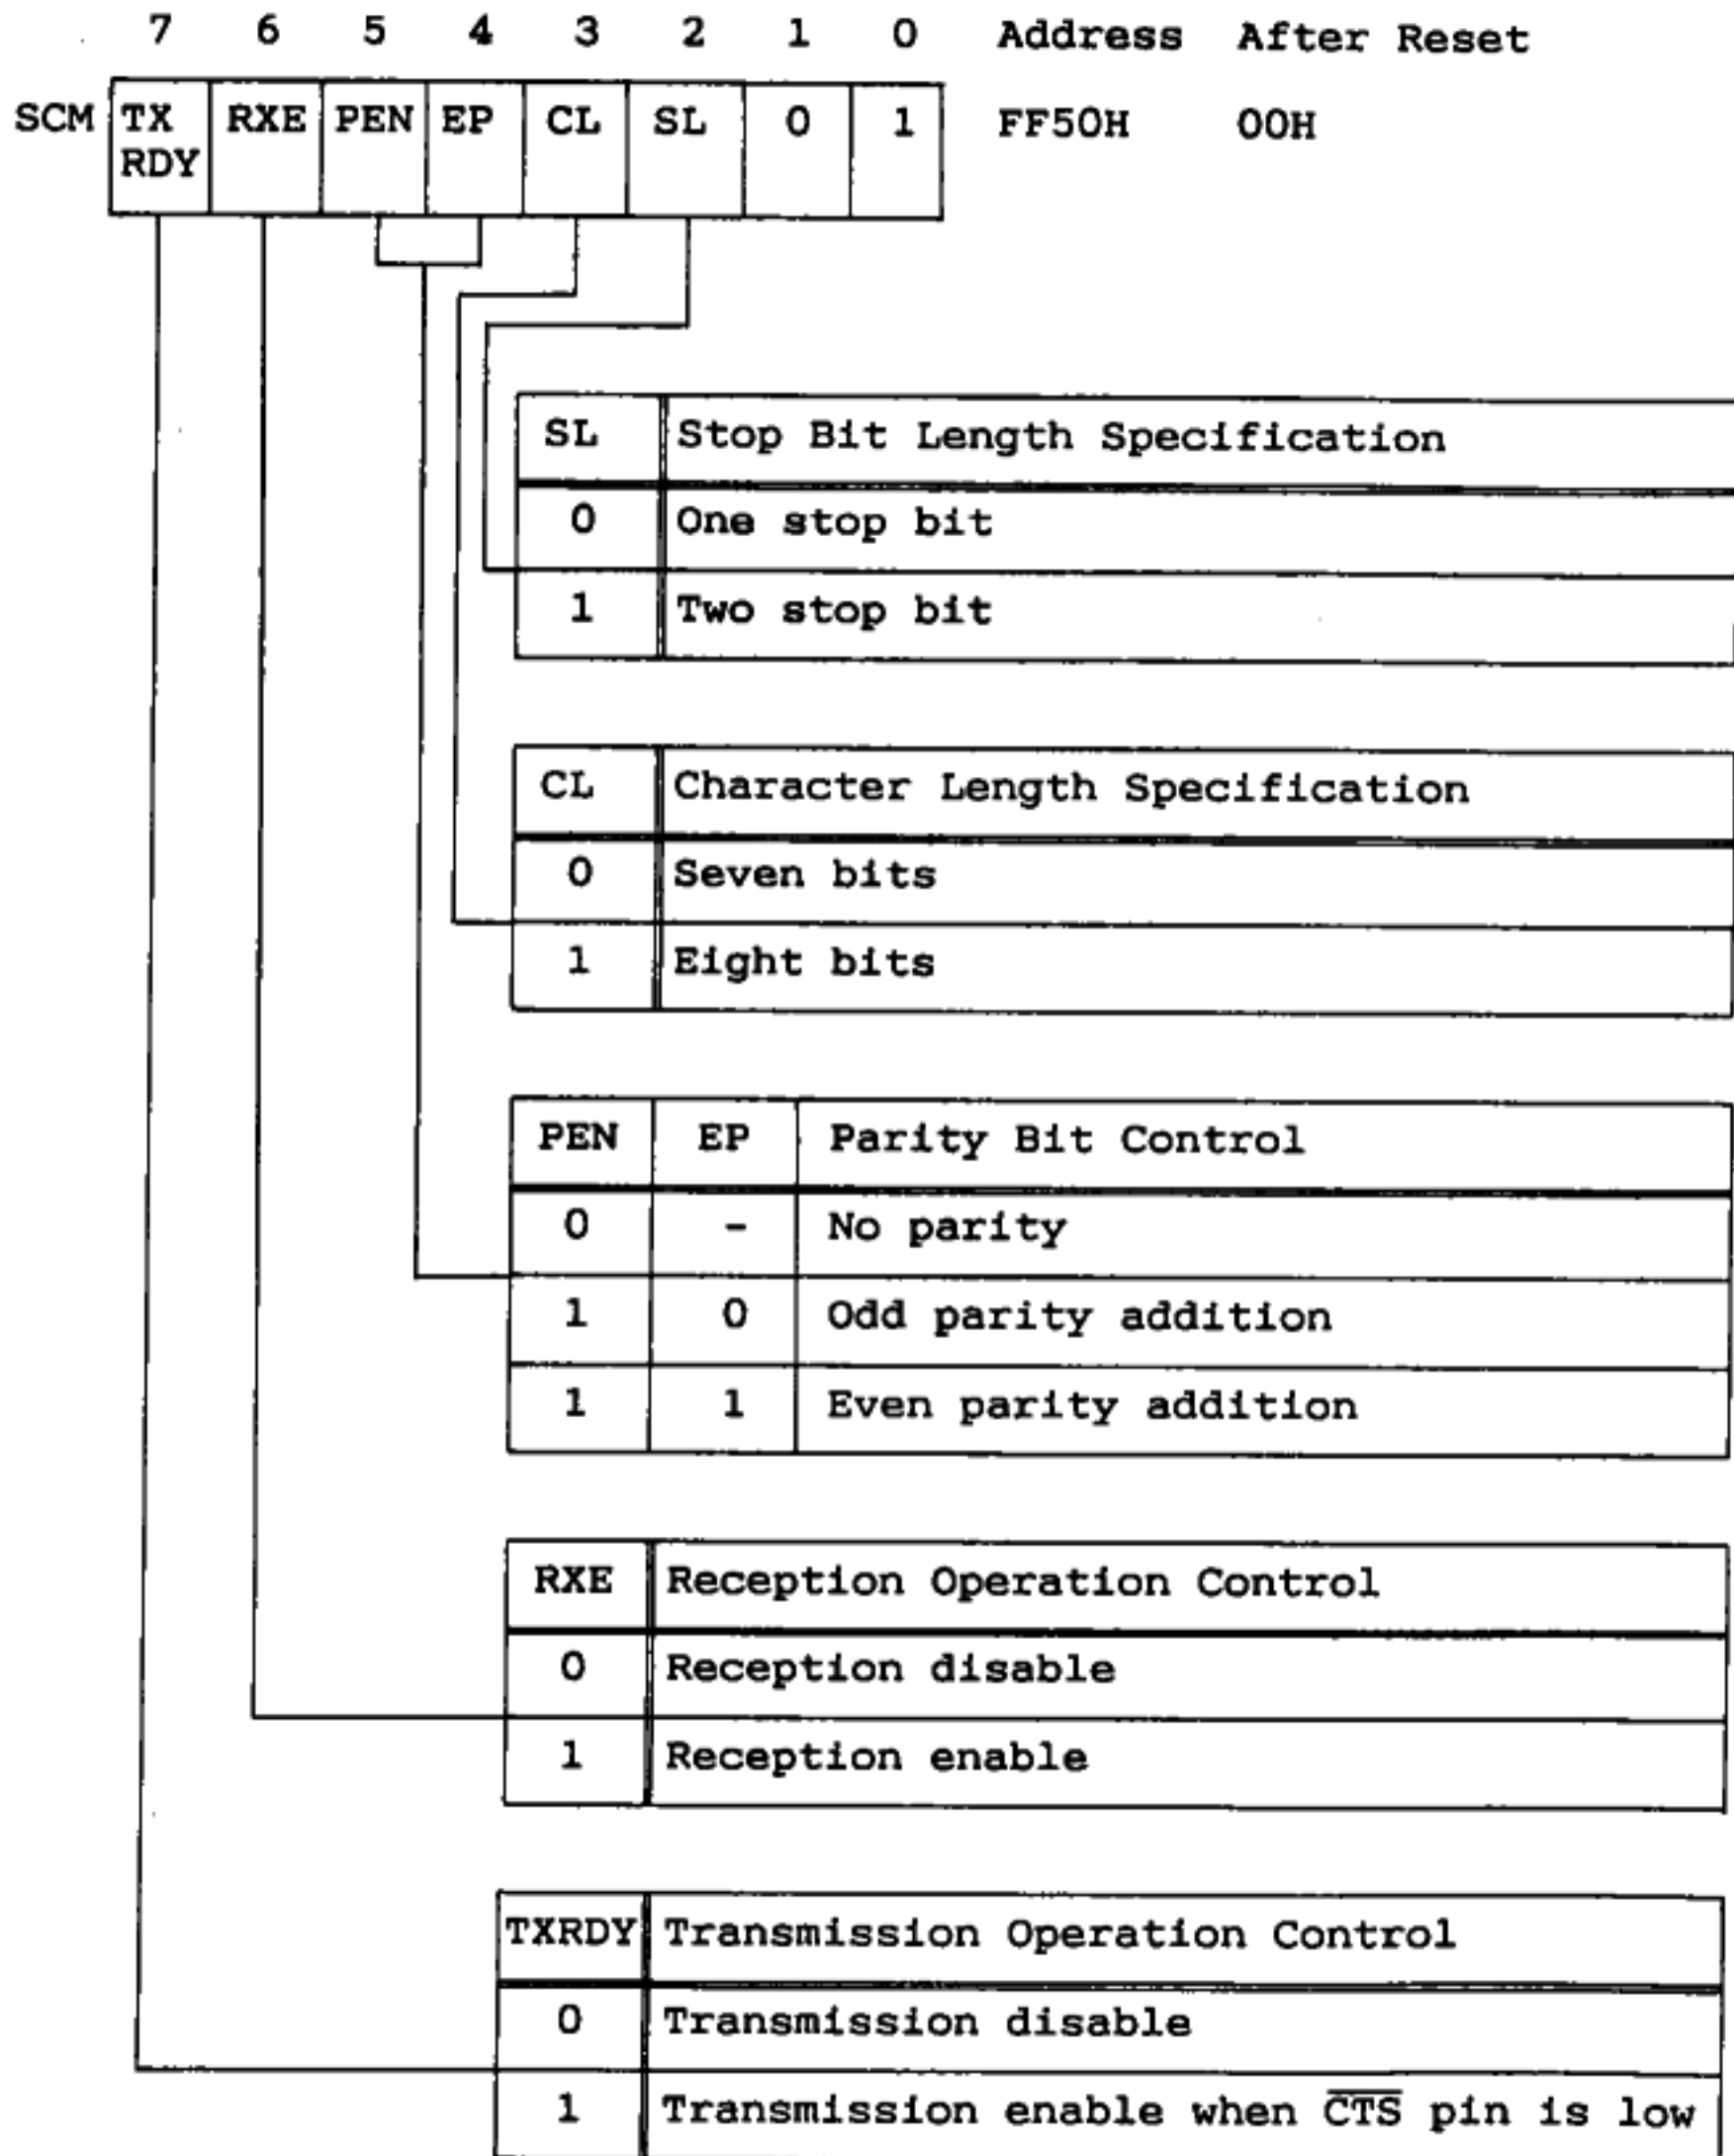 7 6 5 4 3 2 1 0 Address After Reset
SCM TX RDY RXE PEN EP CL SL 0 1 FF50H 00H
SL Stop Bit Length Specification
0 One stop bit
1 Two stop bit
CL Character Length Specification
0 Seven bits
1 Eight bits
PEN EP Parity Bit Control
0 - No parity
1 0 Odd parity addition
1 1 Even parity addition
RXE Reception Operation Control
0 Reception disable
1 Reception enable
TXRDY Transmission Operation Control
0 Transmission disable
1 Transmission enable when C̅T̅S̅ pin is low